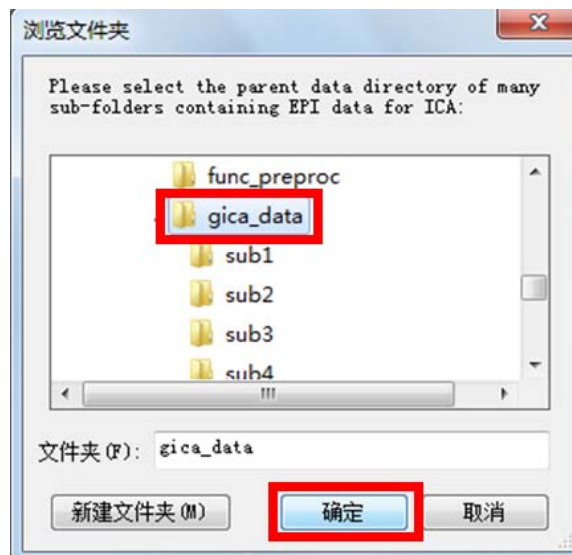 浏览文件夹
Please select the parent data directory of many
sub-folders containing EPI data for ICA:
func_preproc
gica_data
sub1
sub2
sub3
sub4
文件夹(F): gica_data
新建文件夹(M) 确定 取消